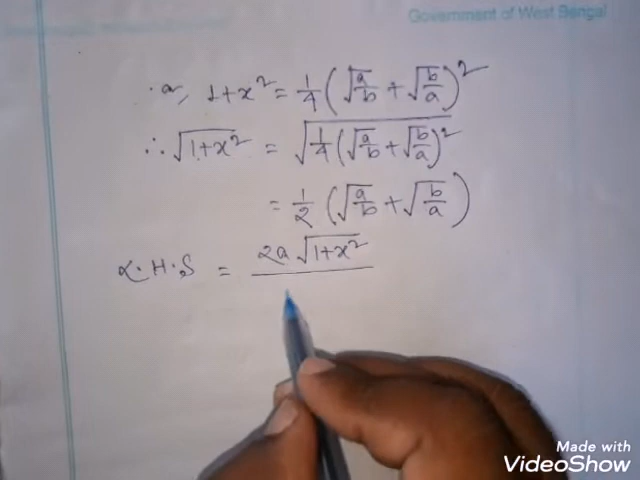 Government of West Bengal
a, 1+x² = 1/4 (√a/b + √b/a)²
∴ √1+x² = √1/4 (√a/b + √b/a)²
= 1/2 (√a/b + √b/a)
L.H.S = 2a √1+x²
Made with
VideoShow